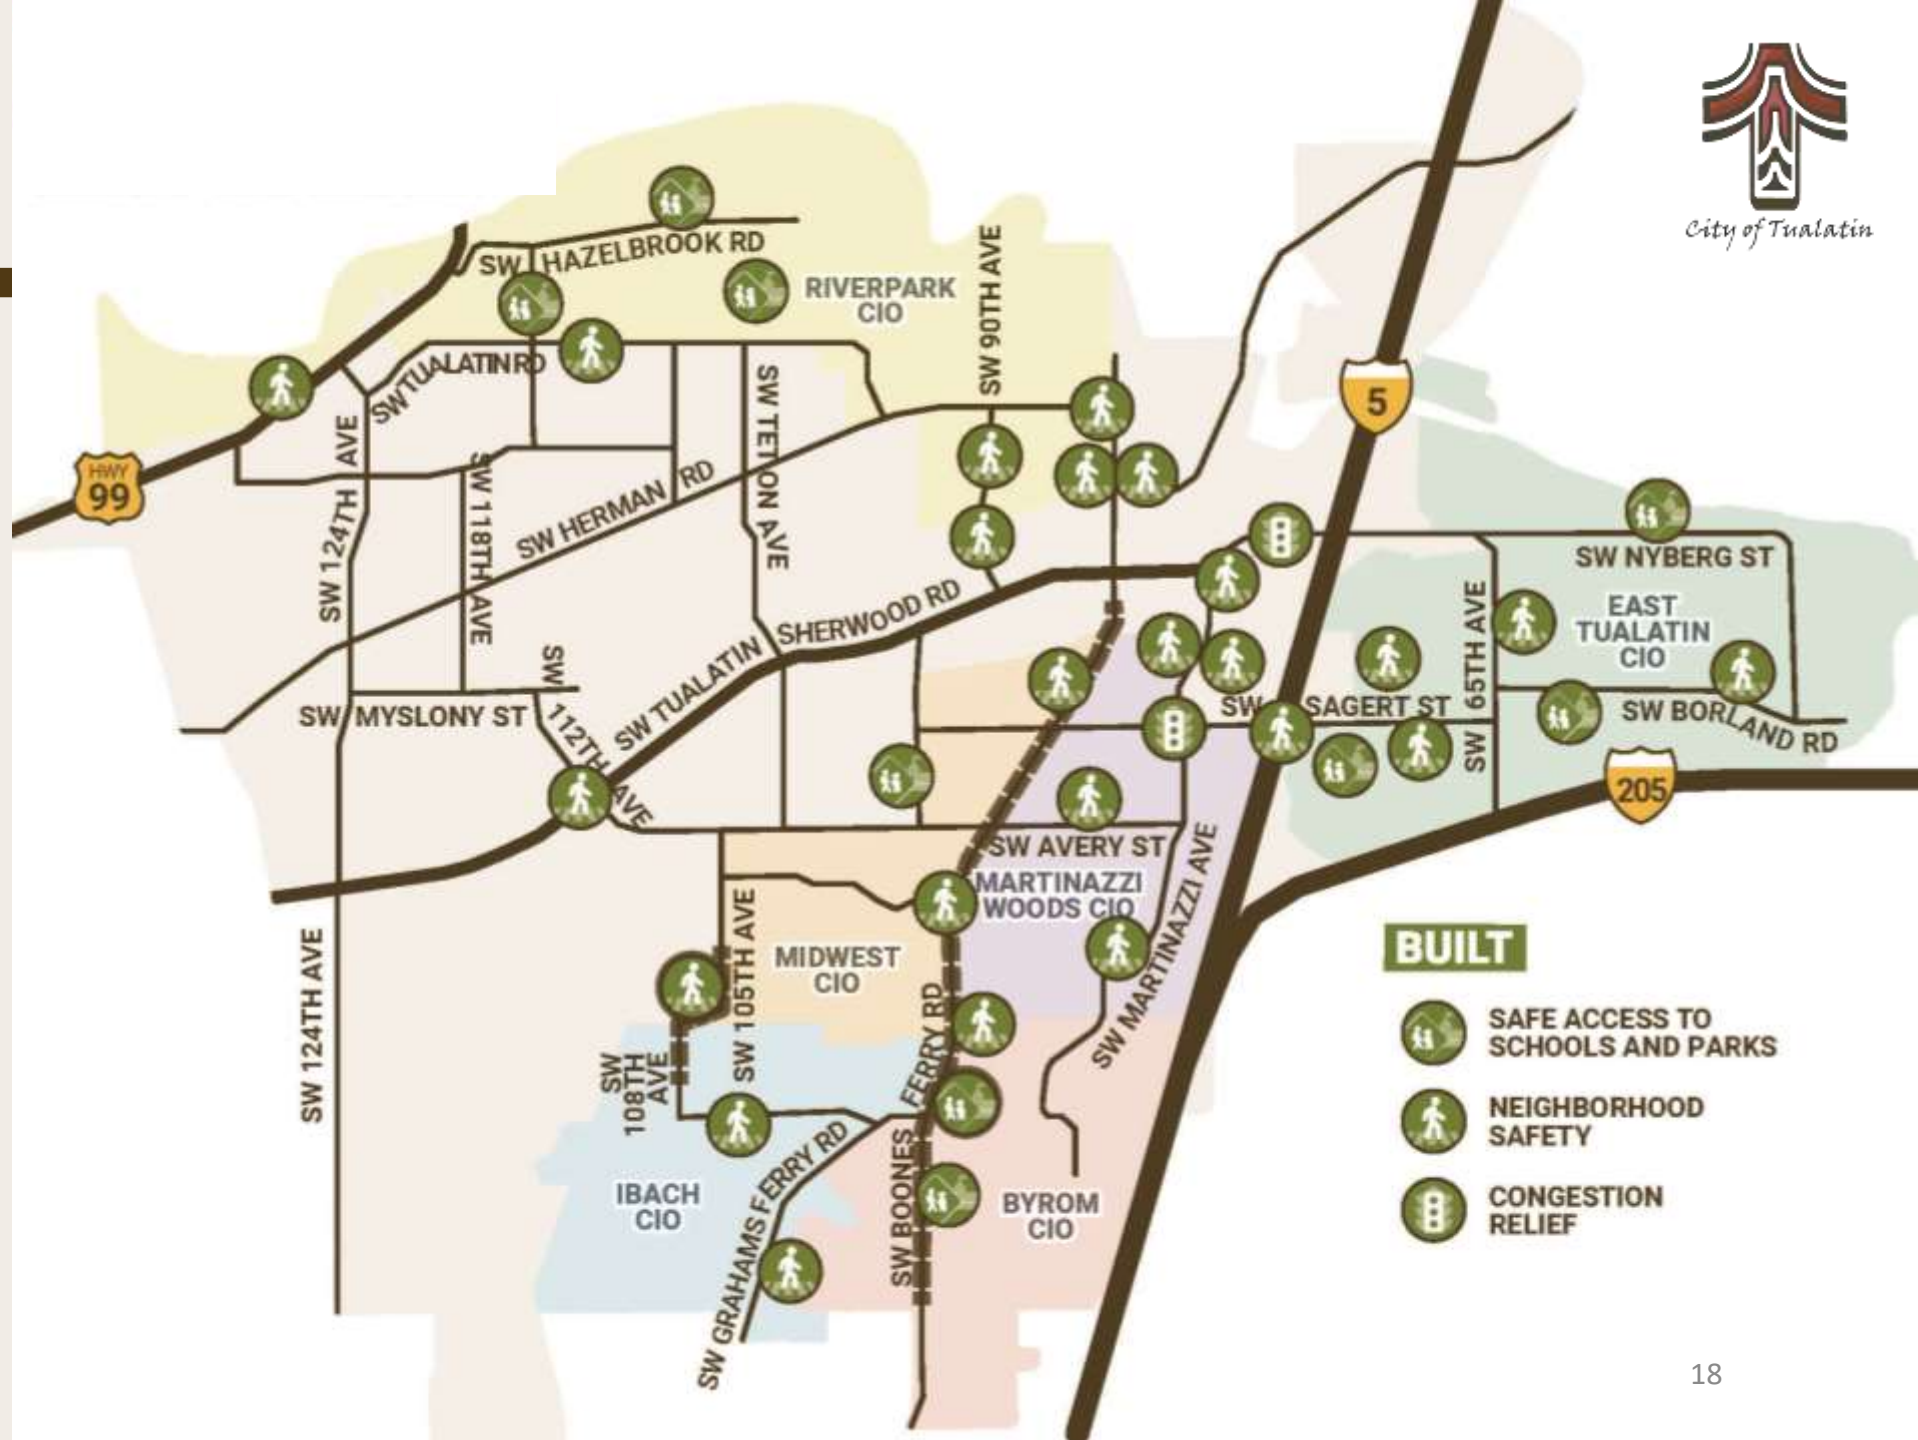 City of Tualatin
SW HAZELBROOK RD
RIVERPARK
CIO
SW 90TH AVE
SW TUALATIN RD
SW TETON AVE
5
HWY
99
SW 124TH AVE
SW 118TH AVE
SW HERMAN RD
SW NYBERG ST
EAST
TUALATIN
CIO
SW 65TH AVE
SW TUALATIN SHERWOOD RD
SW MYSLONY ST
SW 112TH AVE
SW SAGERT ST
SW BORLAND RD
205
SW AVERY ST
MARTINAZZI
WOODS CIO
SW MARTINAZZI AVE
SW 124TH AVE
SW 105TH AVE
MIDWEST
CIO
SW
108TH
AVE
SW BOONES FERRY RD
SW GRAHAMS FERRY RD
IBACH
CIO
BYROM
CIO
BUILT
SAFE ACCESS TO
SCHOOLS AND PARKS
NEIGHBORHOOD
SAFETY
CONGESTION
RELIEF
18